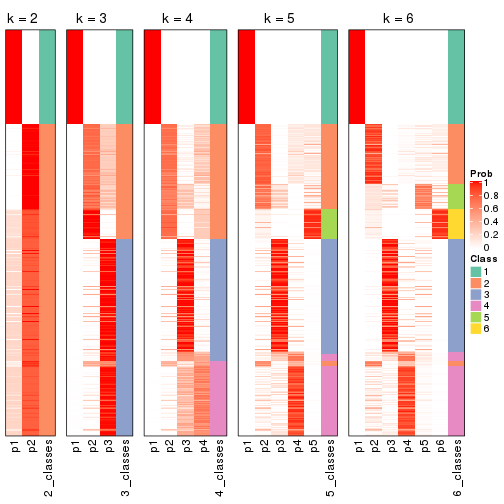 k = 2
k = 3
k = 4
k = 5
k = 6
Prob
1
0.8
0.6
0.4
0.2
0
Class
1
2
3
4
5
6
p1
p2
2_classes
p1
p2
p3
3_classes
p1
p2
p3
p4
4_classes
p1
p2
p3
p4
p5
5_classes
p1
p2
p3
p4
p5
p6
6_classes